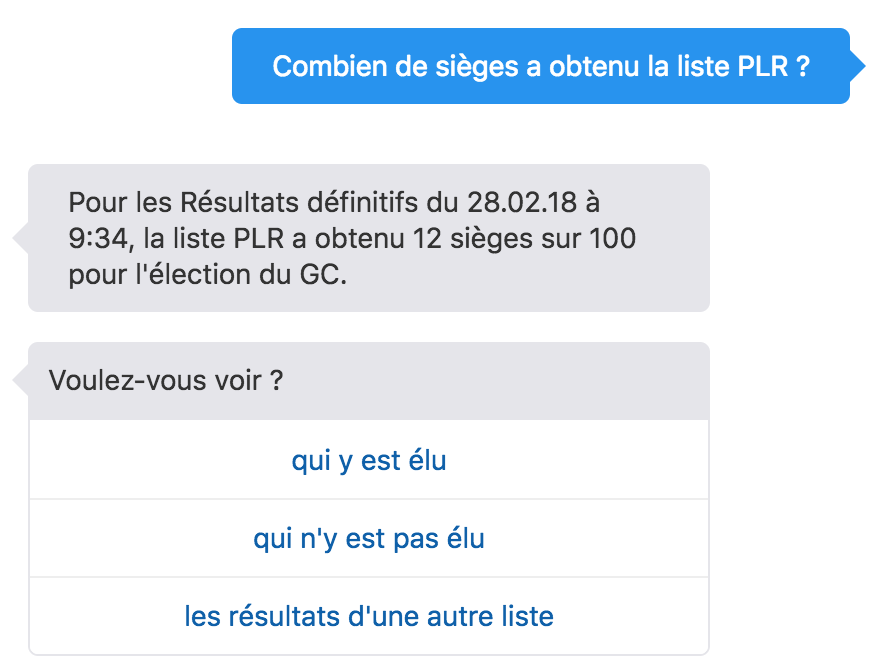 Combien de sièges a obtenu la liste PLR ?
Pour les Résultats définitifs du 28.02.18 à
9:34, la liste PLR a obtenu 12 sièges sur 100
pour l'élection du GC.
Voulez-vous voir ?
qui y est élu
qui n'y est pas élu
les résultats d'une autre liste